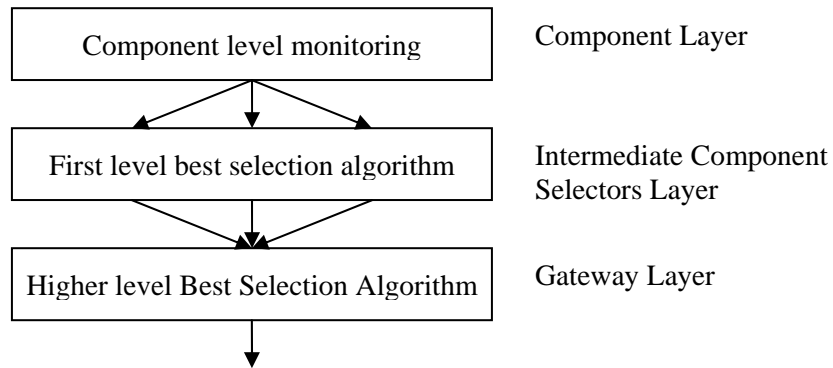 Component level monitoring
Component Layer
First level best selection algorithm
Intermediate Component
Selectors Layer
Higher level Best Selection Algorithm
Gateway Layer